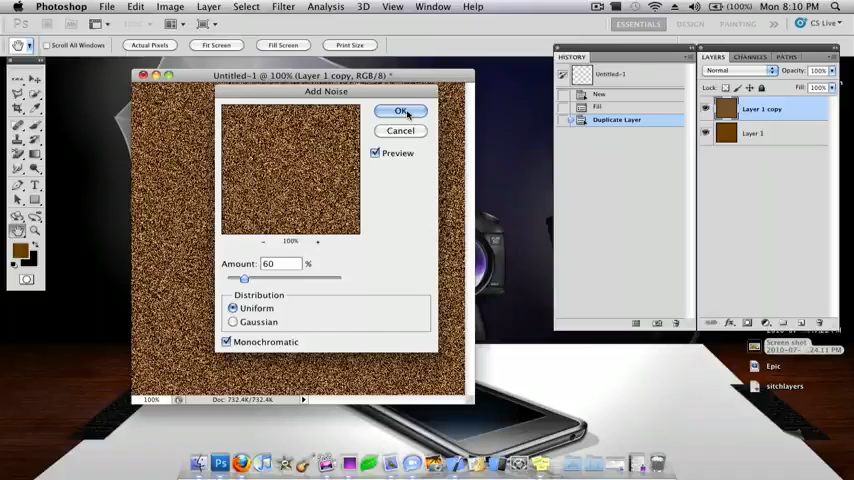 Photoshop File Edit Image Layer Select Filter Analysis 3D View Window Help
(100%) Mon 8:10 PM
Ps 100% ESSENTIALS DESIGN PAINTING CS Live
Scroll All Windows Actual Pixels Fit Screen Fill Screen Print Size
Untitled-1 @ 100% (Layer 1 copy, RGB/8) *
Add Noise
OK
Cancel
Preview
100%
Amount: 60 %
Distribution
Uniform
Gaussian
Monochromatic
100% Doc: 732.4K/732.4K
HISTORY
Untitled-1
New
Fill
Duplicate Layer
LAYERS CHANNELS PATHS
Normal Opacity: 100%
Lock: Fill: 100%
Layer 1 copy
Layer 1
Screen shot
Epic
sitchlayers
Ps